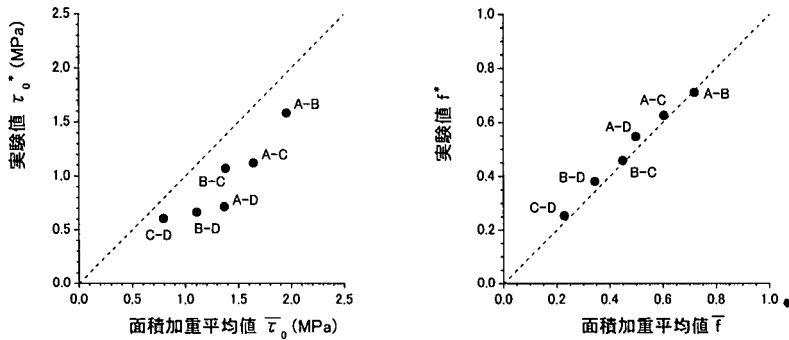 2.5
2.0
1.5
1.0
0.5
0.0
実験値 τ₀* (MPa)
A-B
A-C
B-C
A-D
C-D
B-D
0.0 0.5 1.0 1.5 2.0 2.5
面積加重平均値 τ̄₀ (MPa)
1.0
0.8
0.6
0.4
0.2
0.0
実験値 f*
A-C
A-B
A-D
B-D
B-C
C-D
0.0 0.2 0.4 0.6 0.8 1.0
面積加重平均値 f̄